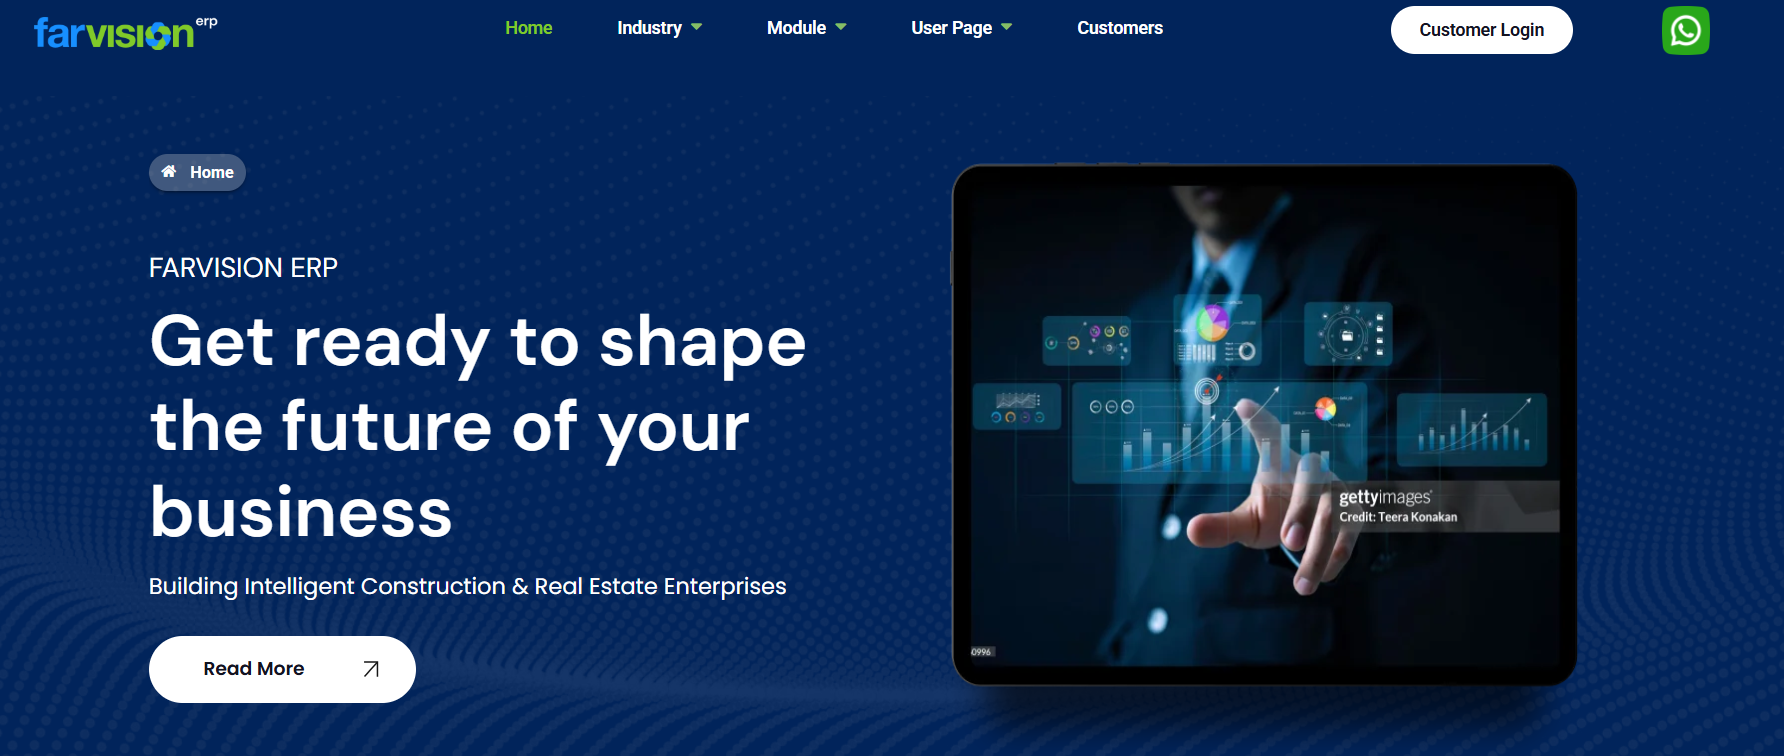 farvision erp
Home
Industry
Module
User Page
Customers
Customer Login
Home
FARVISION ERP
Get ready to shape
the future of your
business
Building Intelligent Construction & Real Estate Enterprises
Read More
gettyimages®
Credit: Teera Konakan